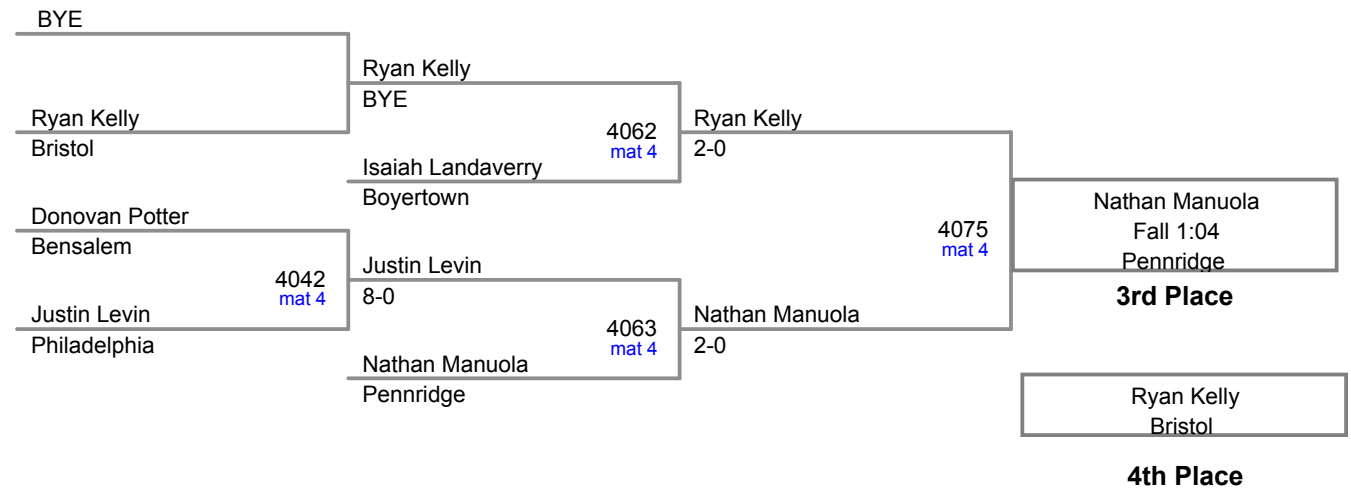 BYE
Ryan Kelly
BYE
Ryan Kelly
Bristol
4062
mat 4
Ryan Kelly
2-0
Isaiah Landaverry
Boyertown
Donovan Potter
Bensalem
4042
mat 4
Justin Levin
8-0
Justin Levin
Philadelphia
4063
mat 4
Nathan Manuola
2-0
Nathan Manuola
Pennridge
4075
mat 4
Nathan Manuola
Fall 1:04
Pennridge
3rd Place
Ryan Kelly
Bristol
4th Place